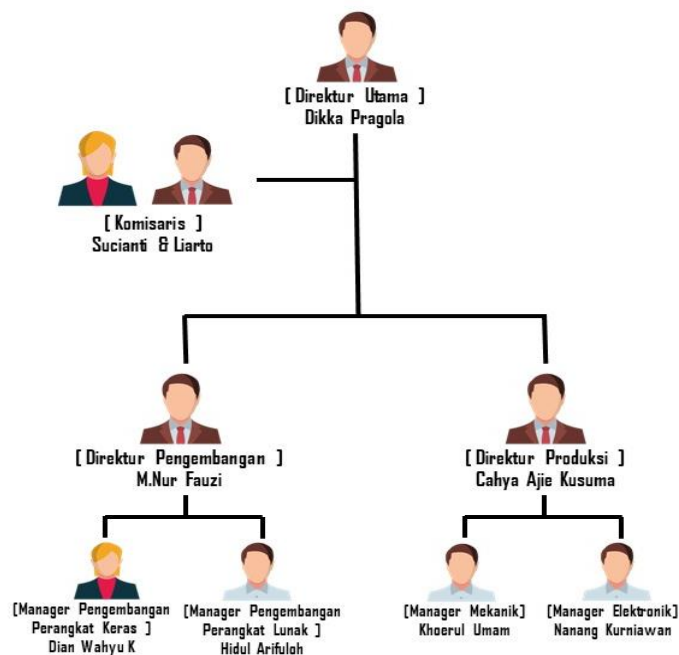 [ Direktur Utama ]
Dikka Pragola
[ Komisaris ]
Sucianti & Liarto
[ Direktur Pengembangan ]
M.Nur Fauzi
[ Direktur Produksi ]
Cahya Ajie Kusuma
[Manager Pengembangan
Perangkat Keras ]
Dian Wahyu K
[Manager Pengembangan
Perangkat Lunak ]
Hidul Arifuloh
[Manager Mekanik]
Khoerul Umam
[Manager Elektronik]
Nanang Kurniawan